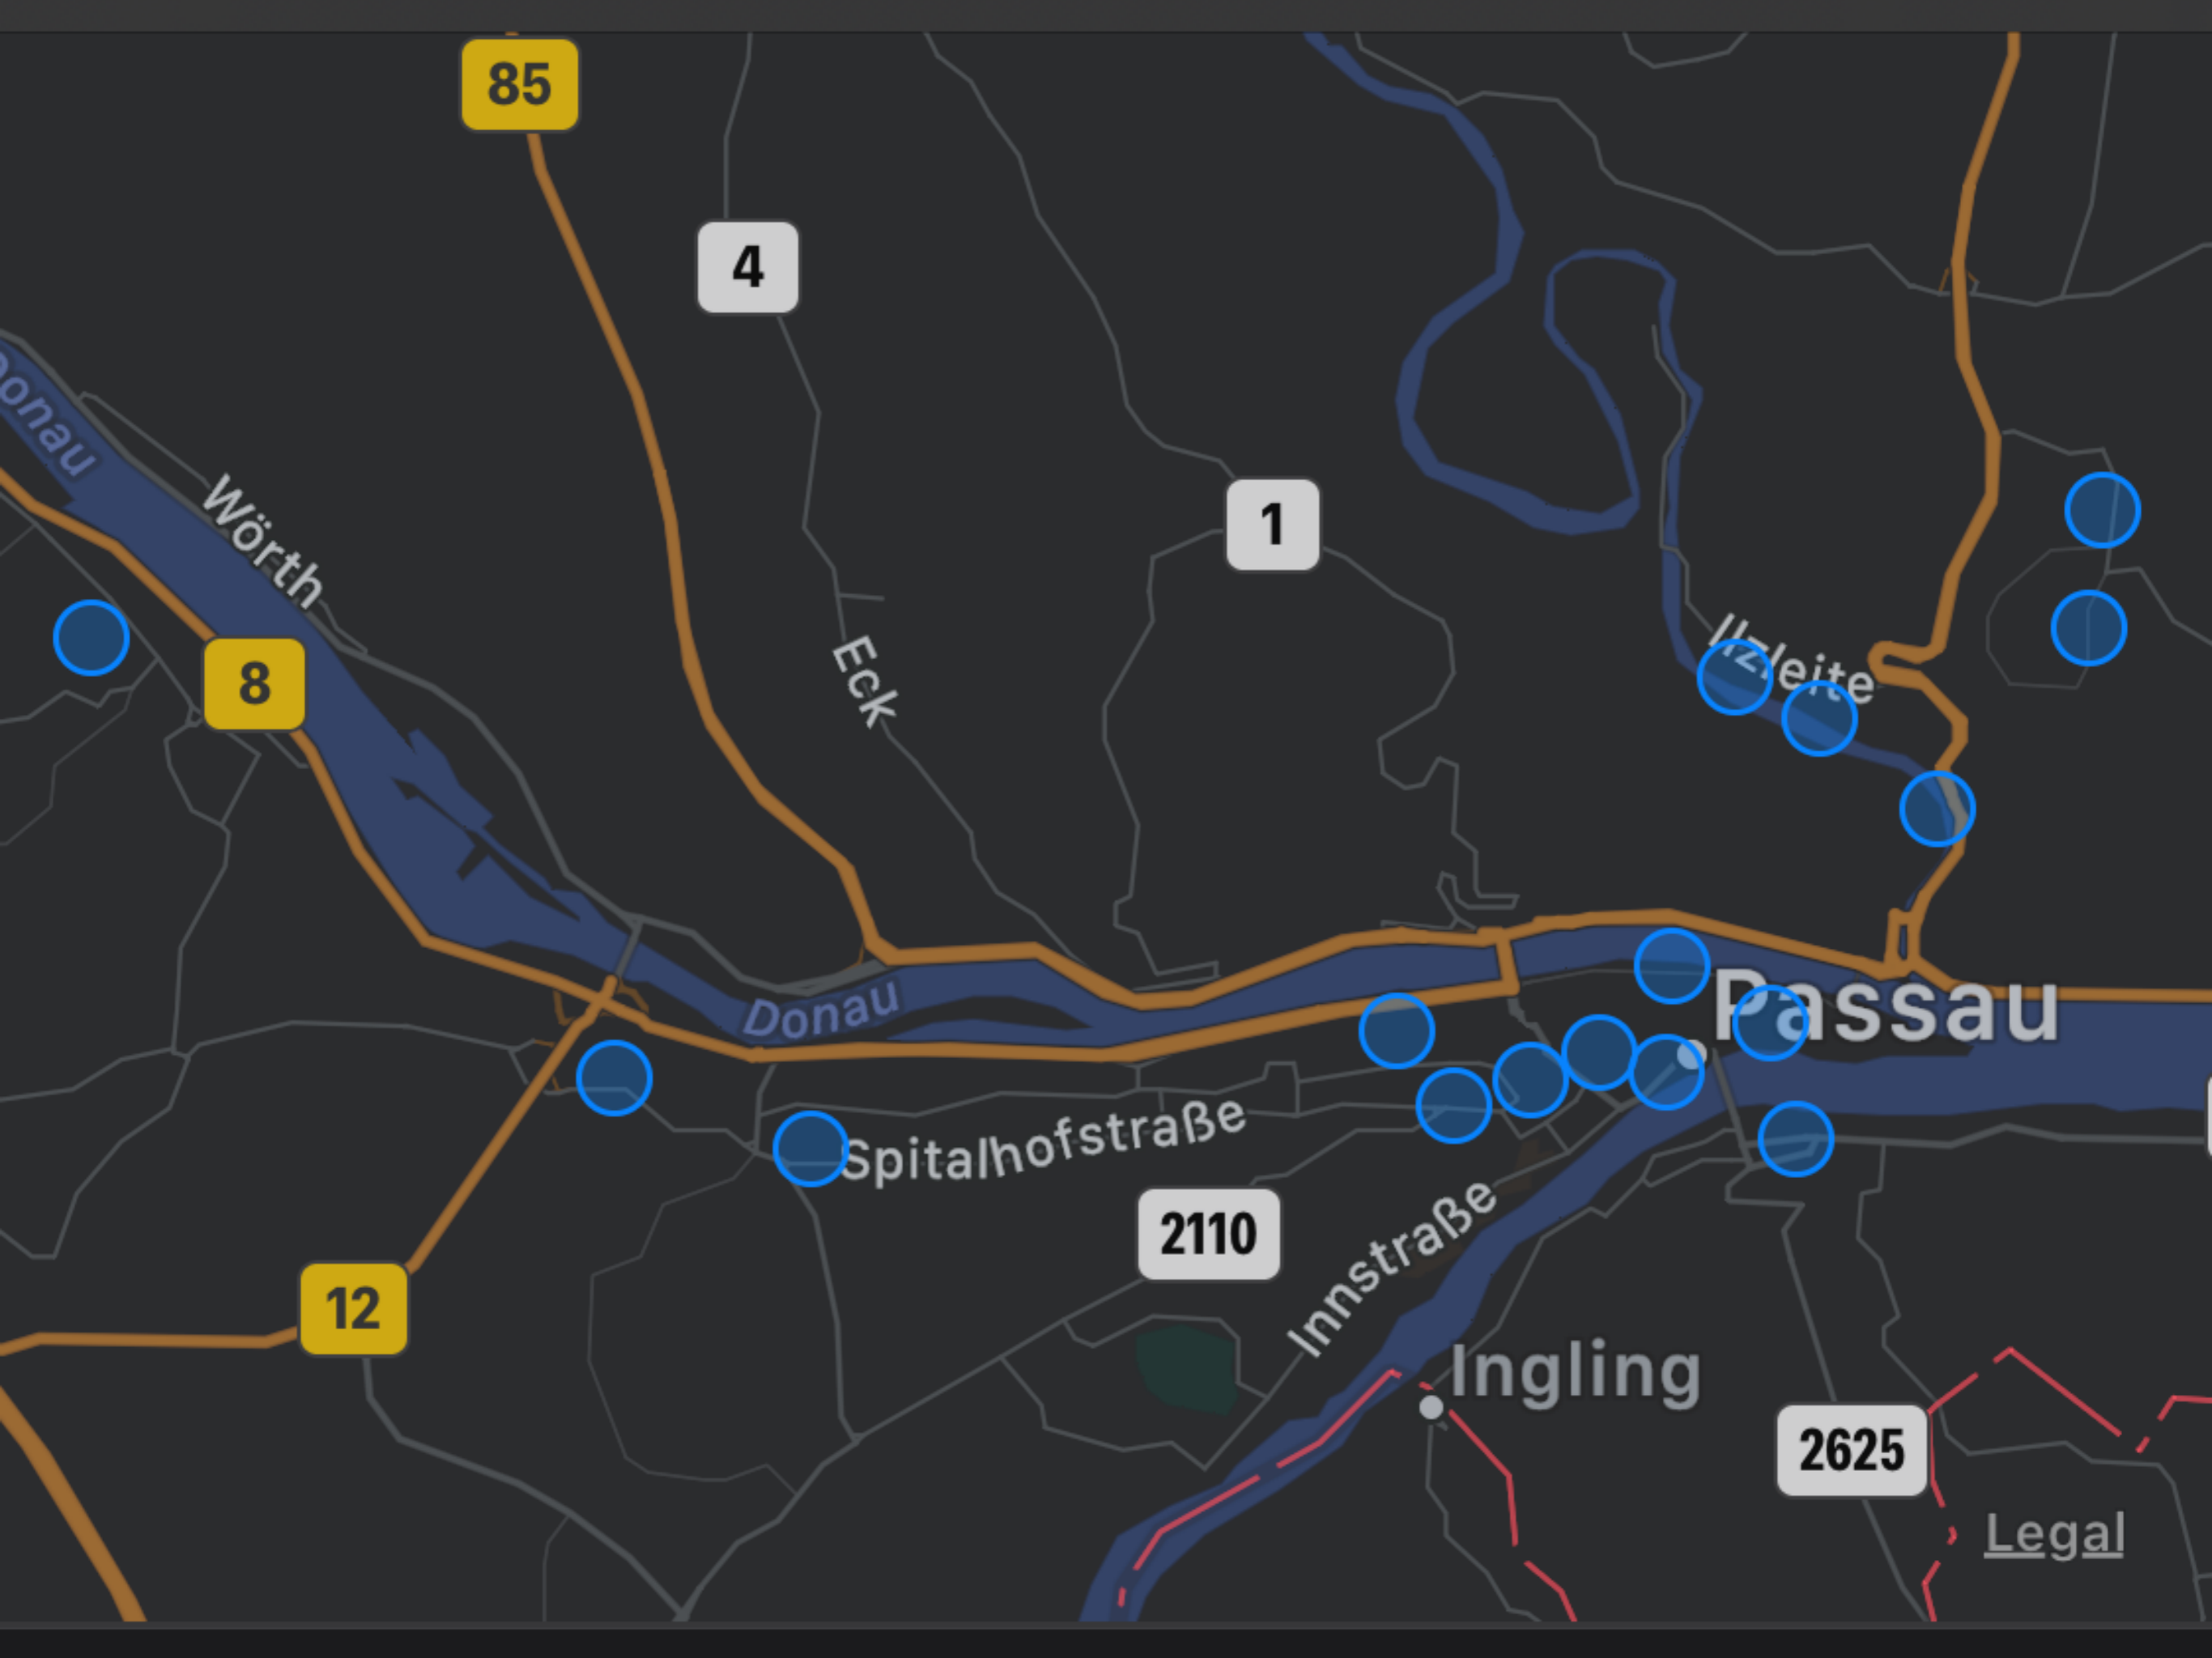 85
4
Donau
Wörth
1
8
Eck
Ilzleite
Donau
Passau
Spitalhofstraße
2110
Innstraße
12
Ingling
2625
Legal